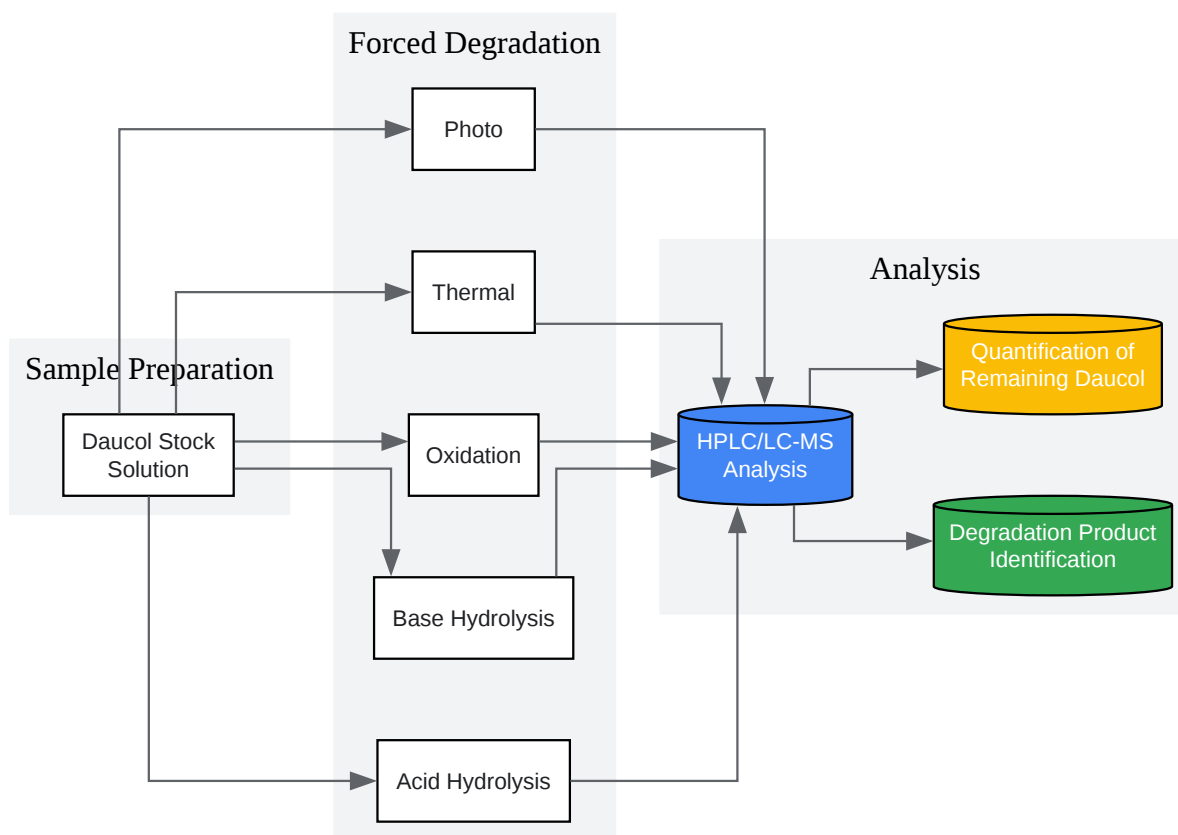 Forced Degradation
Photo
Thermal
Analysis
Quantification of
Remaining Daucol
Sample Preparation
Daucol Stock
Solution
Oxidation
HPLC/LC-MS
Analysis
Degradation Product
Identification
Base Hydrolysis
Acid Hydrolysis